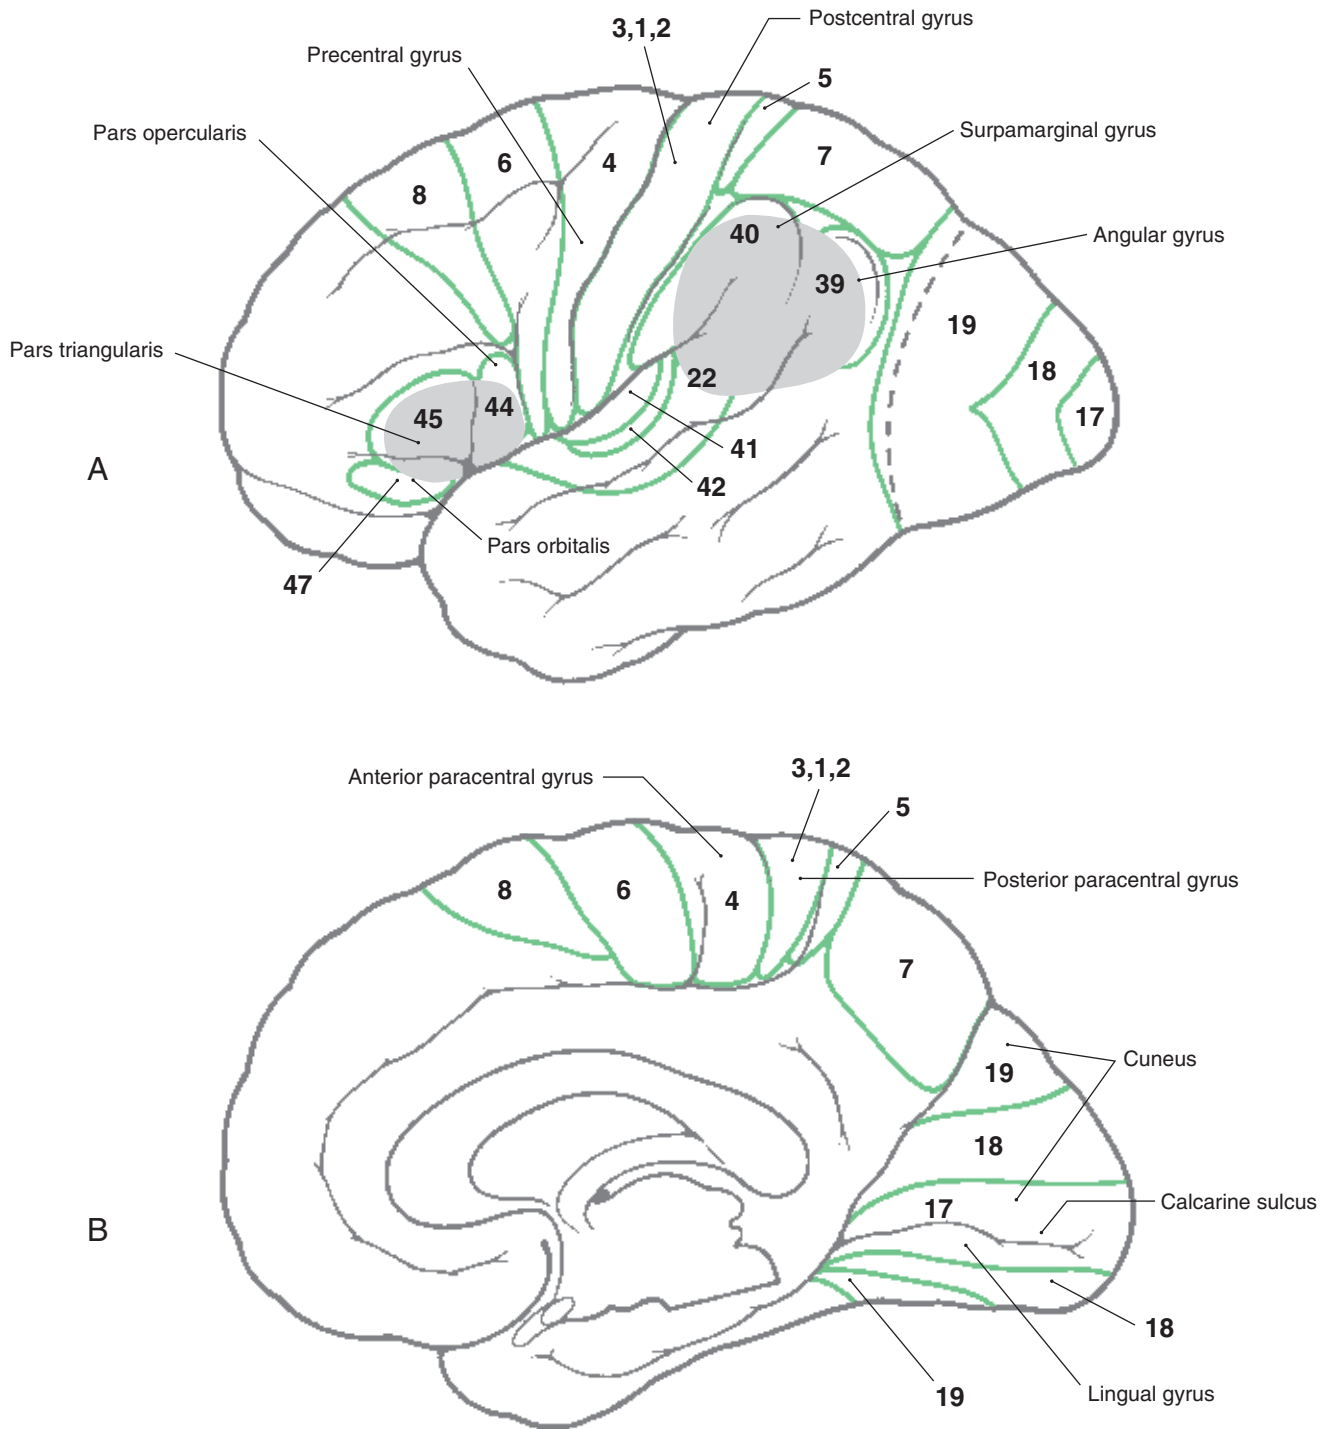 Postcentral gyrus
3,1,2
Precentral gyrus
5
Pars opercularis
Surpamarginal gyrus
6
4
7
8
40
Angular gyrus
39
19
Pars triangularis
18
22
45
44
17
41
A
42
Pars orbitalis
47
3,1,2
Anterior paracentral gyrus
5
8
6
4
Posterior paracentral gyrus
7
Cuneus
19
18
17
Calcarine sulcus
B
18
19
Lingual gyrus